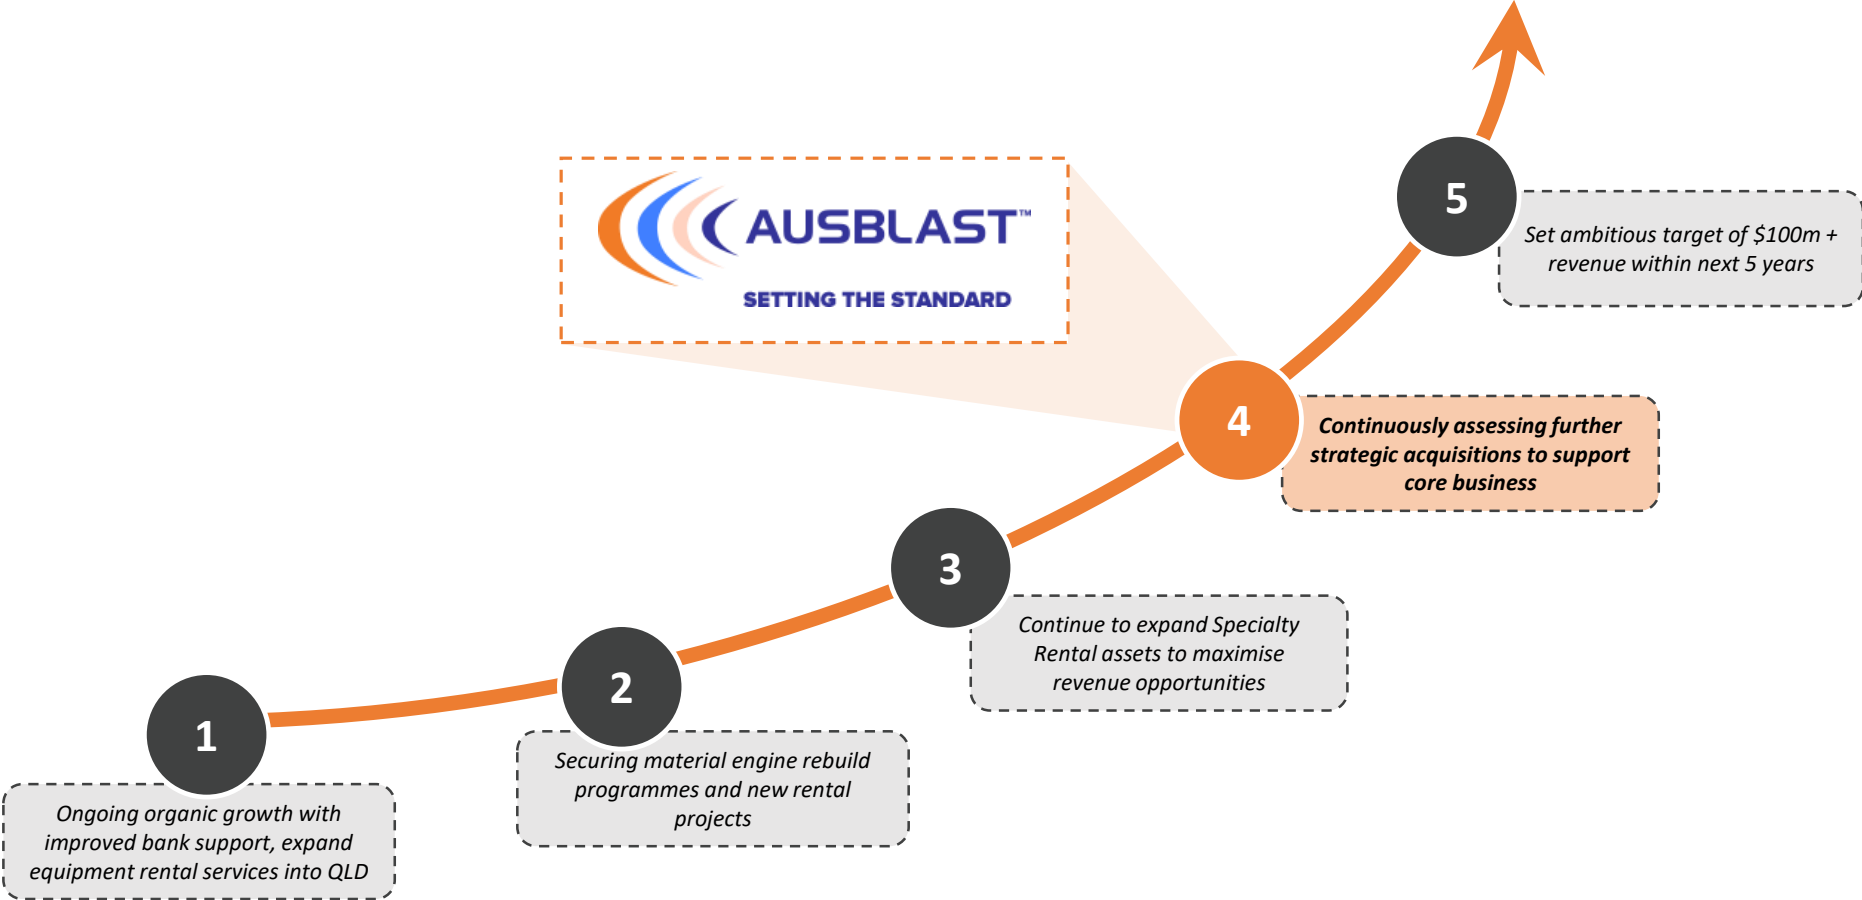 AUSBLAST™
SETTING THE STANDARD
5
Set ambitious target of $100m +
revenue within next 5 years
4
Continuously assessing further
strategic acquisitions to support
core business
3
Continue to expand Specialty
Rental assets to maximise
revenue opportunities
2
Securing material engine rebuild
programmes and new rental
projects
1
Ongoing organic growth with
improved bank support, expand
equipment rental services into QLD